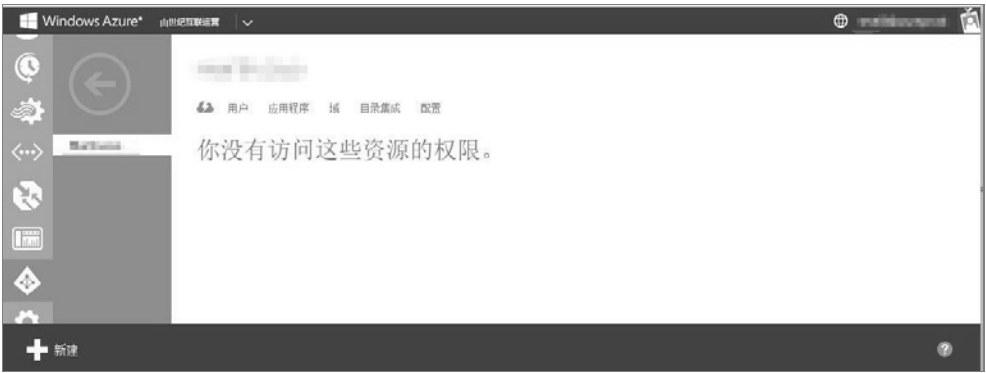 Windows Azure* 由世纪互联运营
用户 应用程序 域 目录集成 配置
你没有访问这些资源的权限。
新建